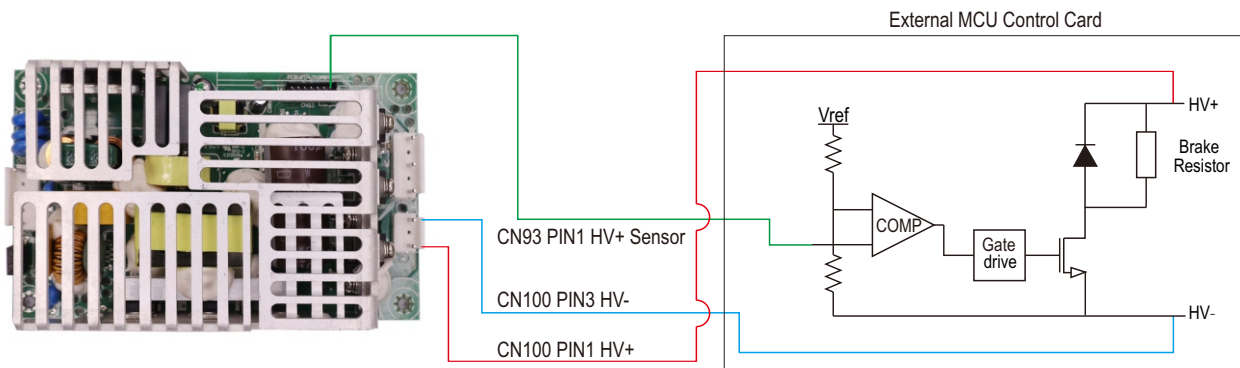 External MCU Control Card
HV+
Vref
Brake
Resistor
COMP
CN93 PIN1 HV+ Sensor
Gate
drive
CN100 PIN3 HV-
HV-
CN100 PIN1 HV+